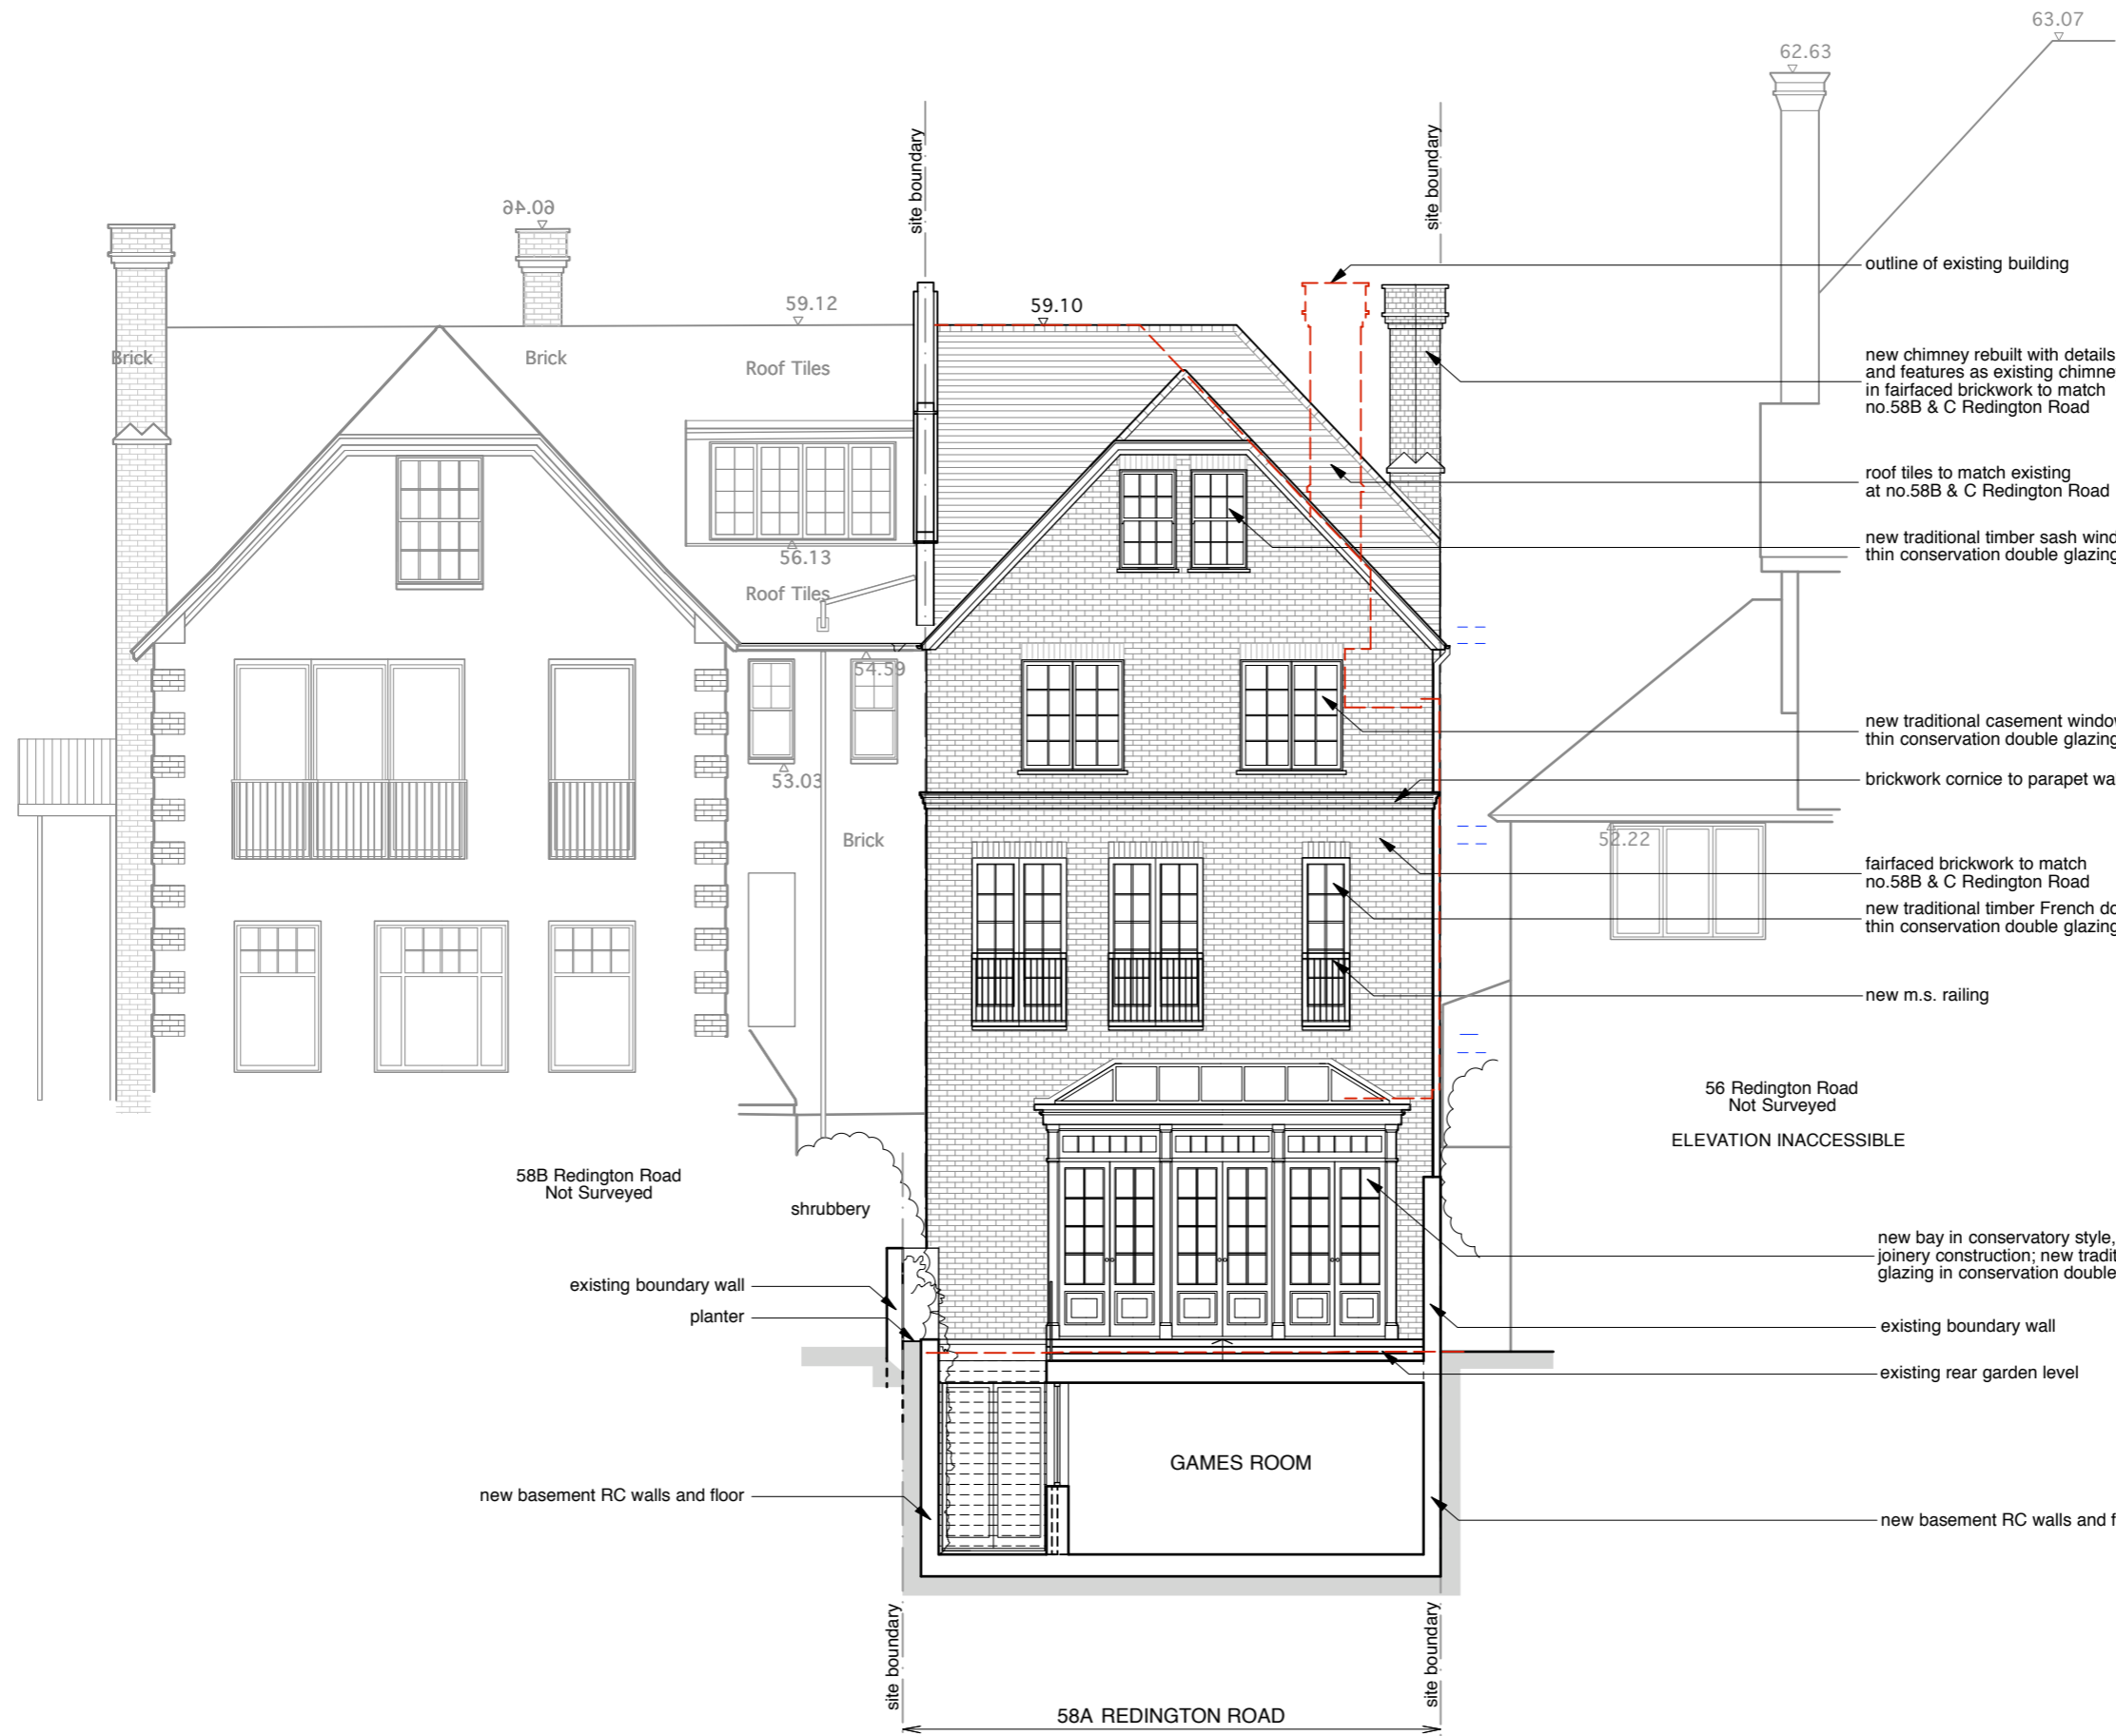 63.07
62.63
site boundary
site boundary
60.46
59.12
59.10
outline of existing building
Brick
Brick
Roof Tiles
new chimney rebuilt with details
and features as existing chimne
in fairfaced brickwork to match
no.58B & C Redington Road
roof tiles to match existing
at no.58B & C Redington Road
new traditional timber sash wind
thin conservation double glazing
56.13
Roof Tiles
54.59
new traditional casement window
thin conservation double glazing
53.03
brickwork cornice to parapet wa
Brick
52.22
fairfaced brickwork to match
no.58B & C Redington Road
new traditional timber French do
thin conservation double glazing
new m.s. railing
56 Redington Road
Not Surveyed
ELEVATION INACCESSIBLE
58B Redington Road
Not Surveyed
shrubbery
new bay in conservatory style,
joinery construction; new tradit
glazing in conservation double
existing boundary wall
planter
existing boundary wall
existing rear garden level
GAMES ROOM
new basement RC walls and floor
new basement RC walls and f
site boundary
site boundary
58A REDINGTON ROAD